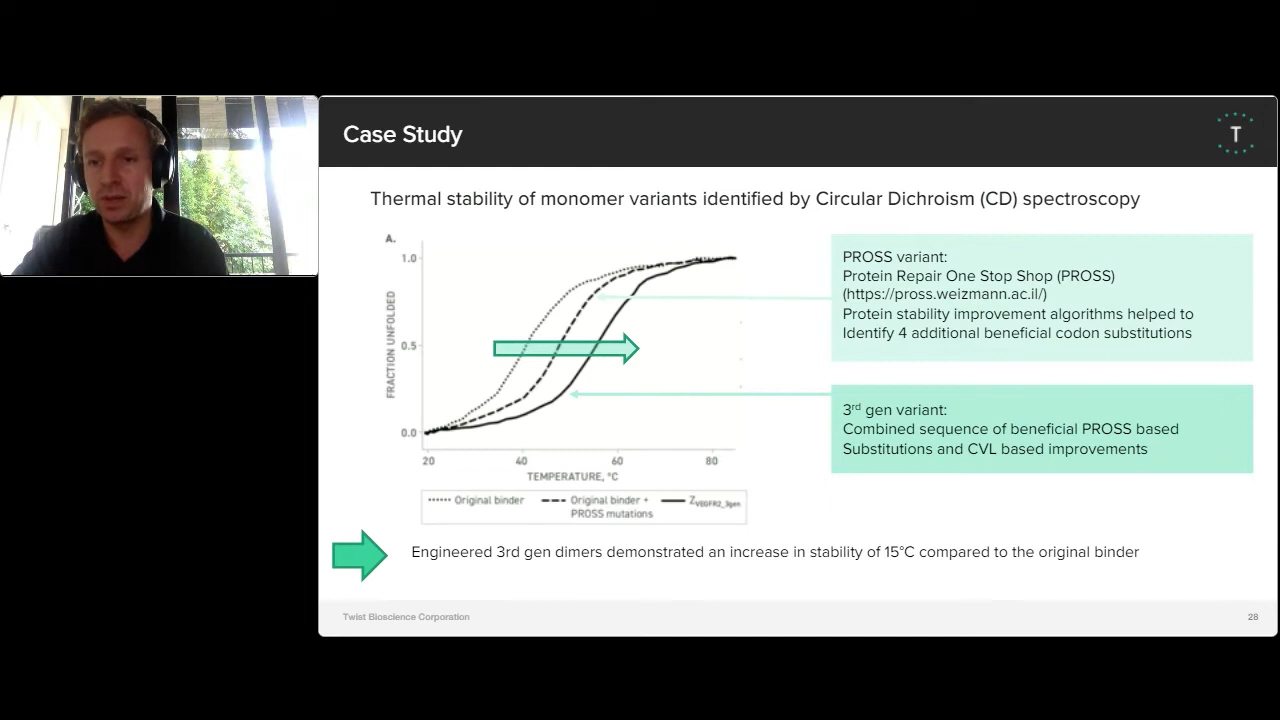 Case Study
T
Thermal stability of monomer variants identified by Circular Dichroism (CD) spectroscopy
A.
1.0
0.5
0.0
FRACTION UNFOLDED
20 40 60 80
TEMPERATURE, °C
Original binder
Original binder +
PROSS mutations
ZVEGFR2_3gen
PROSS variant:
Protein Repair One Stop Shop (PROSS)
(https://pross.weizmann.ac.il/)
Protein stability improvement algorithms helped to
Identify 4 additional beneficial codon substitutions
3rd gen variant:
Combined sequence of beneficial PROSS based
Substitutions and CVL based improvements
Engineered 3rd gen dimers demonstrated an increase in stability of 15°C compared to the original binder
Twist Bioscience Corporation
28